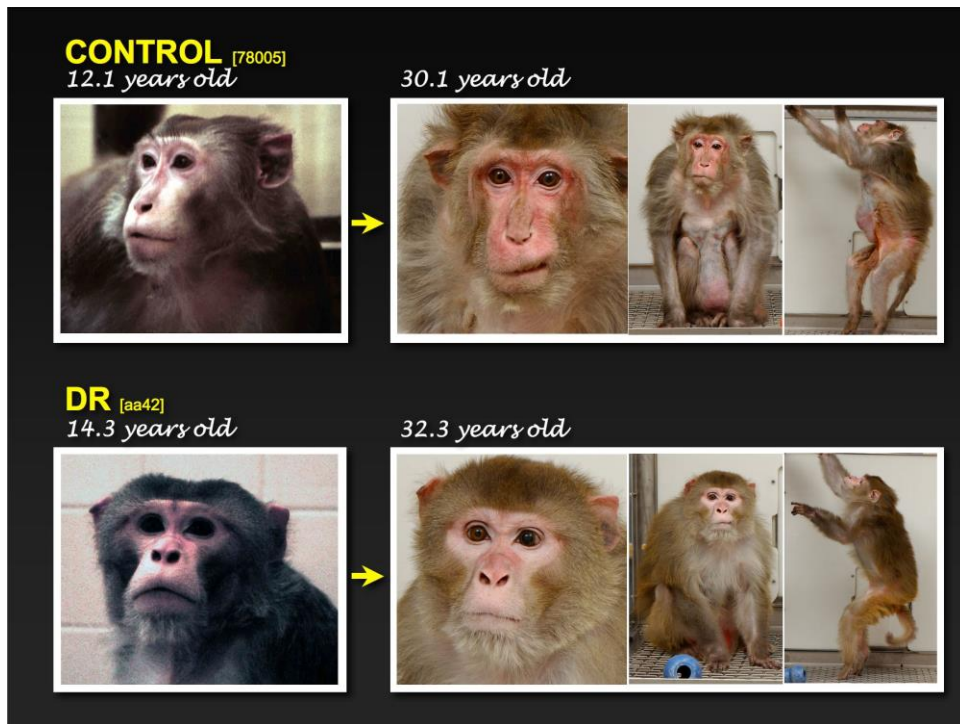 CONTROL [78005]
12.1 years old
30.1 years old
DR [aa42]
14.3 years old
32.3 years old